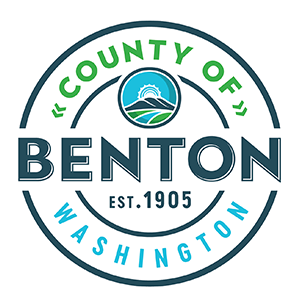 « COUNTY OF »
BENTON
EST. 1905
WASHINGTON